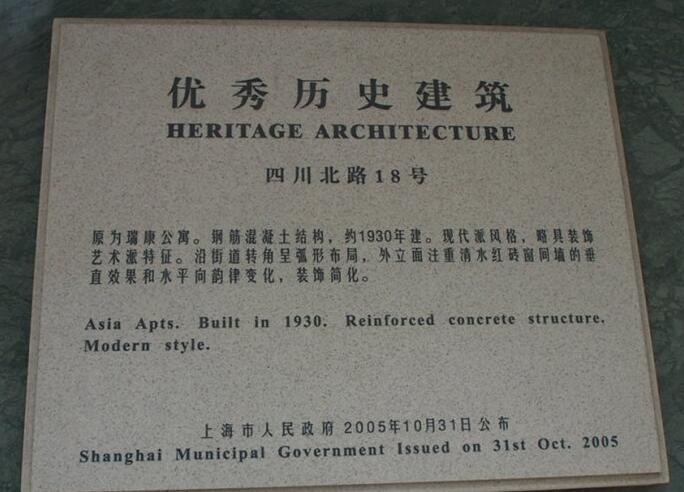 优秀历史建筑
HERITAGE ARCHITECTURE
四川北路18号
原为瑞康公寓。钢筋混凝土结构，约1930年建。现代派风格，略具装饰
艺术派特征。沿街道转角呈弧形布局，外立面注重清水红砖窗间墙的垂
直效果和水平向韵律变化，装饰简化。
Asia Apts. Built in 1930. Reinforced concrete structure.
Modern style.
上海市人民政府 2005年10月31日公布
Shanghai Municipal Government Issued on 31st Oct. 2005